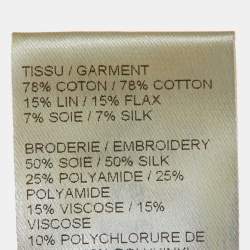 TISSU / GARMENT
78% COTON / 78% COTTON
15% LIN / 15% FLAX
7% SOIE / 7% SILK
BRODERIE / EMBROIDERY
50% SOIE / 50% SILK
25% POLYAMIDE / 25%
POLYAMIDE
15% VISCOSE / 15%
VISCOSE
10% POLYCHLORURE DE